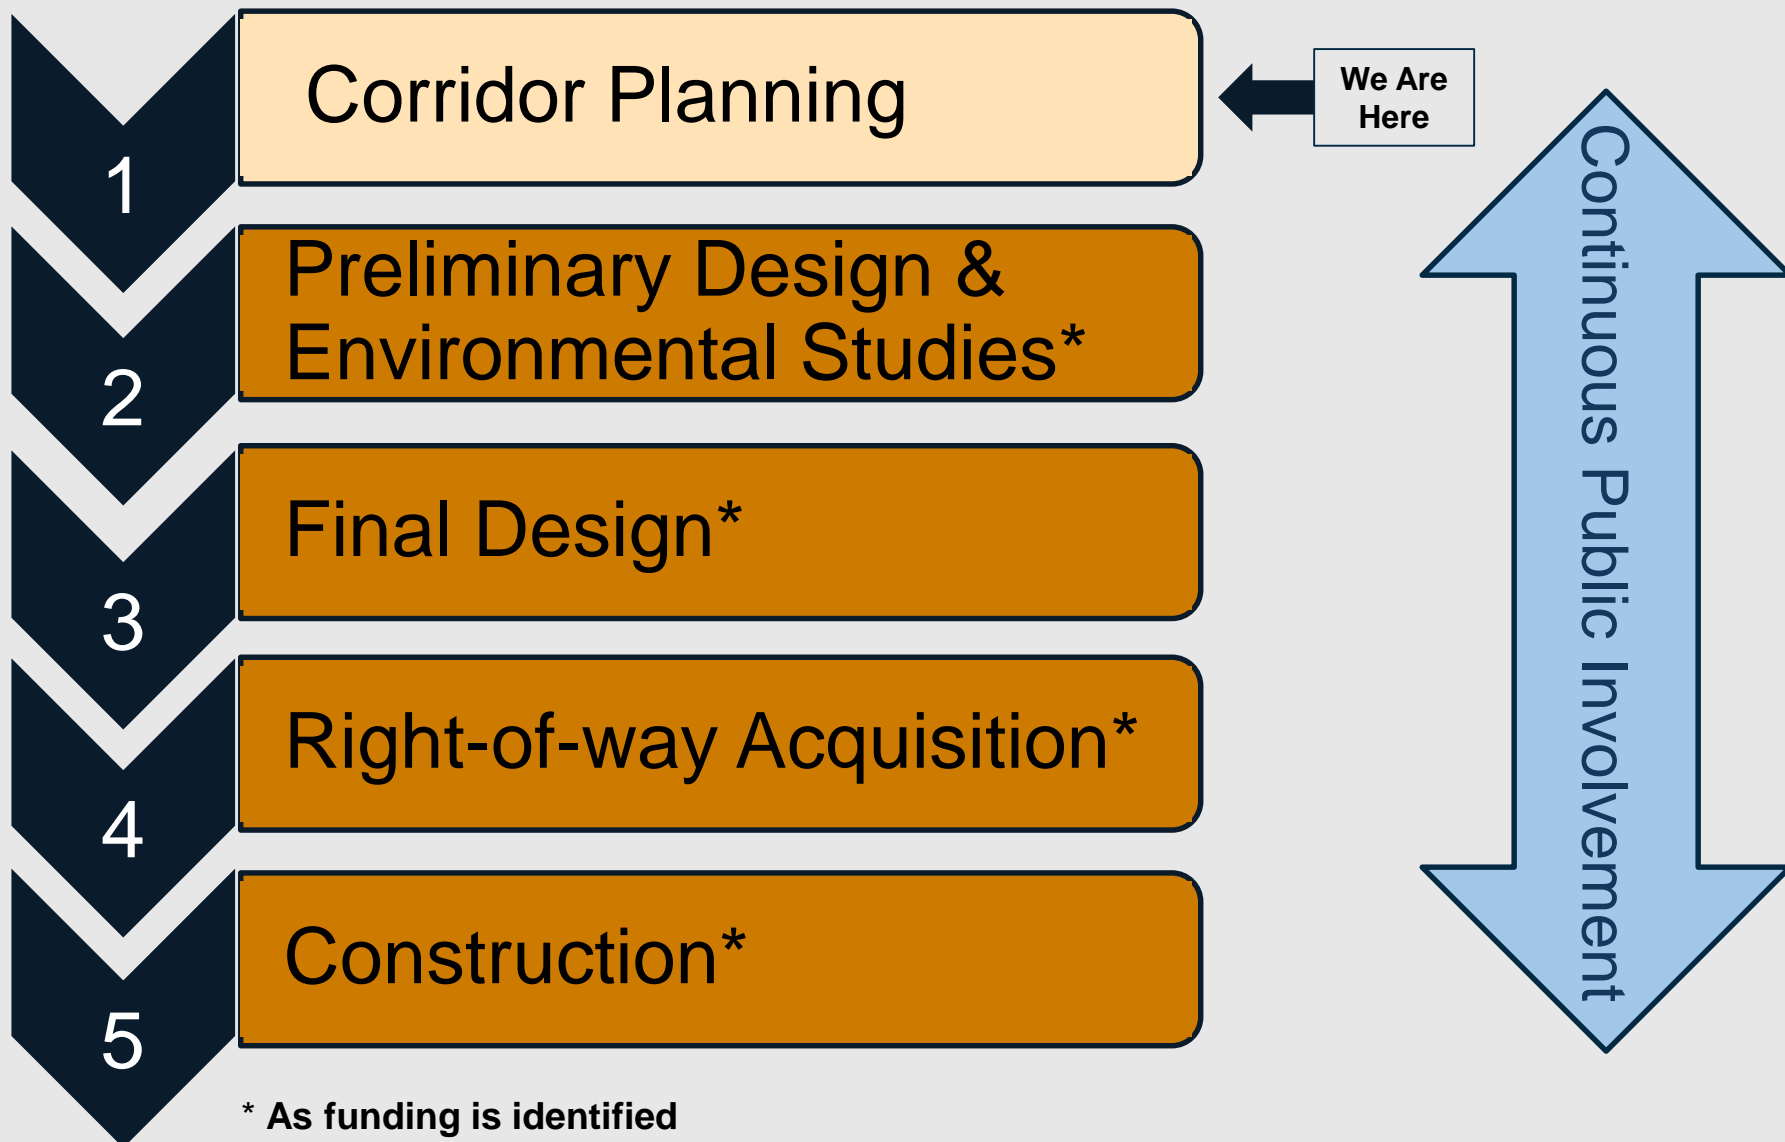 1
Corridor Planning
We Are
Here
2
Preliminary Design &
Environmental Studies*
3
Final Design*
4
Right-of-way Acquisition*
5
Construction*
* As funding is identified
Continuous Public Involvement